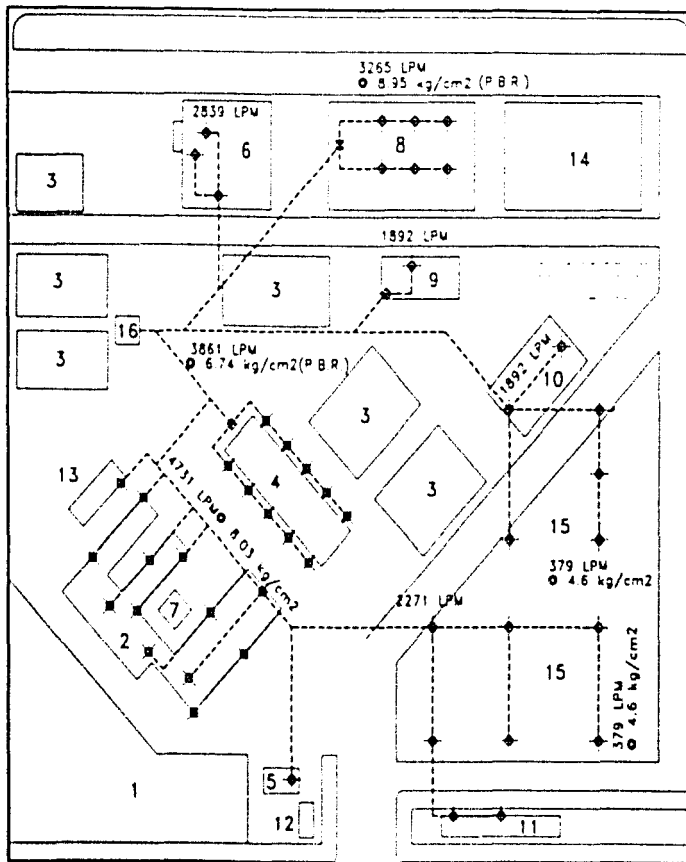 3265 LPM
@ 8.95 kg/cm2 (P B R)
2839 LPM
6
8
14
3
1892 LPM
3
3
9
16
3
3861 LPM
@ 6.74 kg/cm2(P B R)
1892 LPM
10
3
3
4
13
4731 LPM@ 8.03 kg/cm2
15
379 LPM
@ 4.6 kg/cm2
7
2271 LPM
2
15
379 LPM
@ 4.6 kg/cm2
5
1
12
11